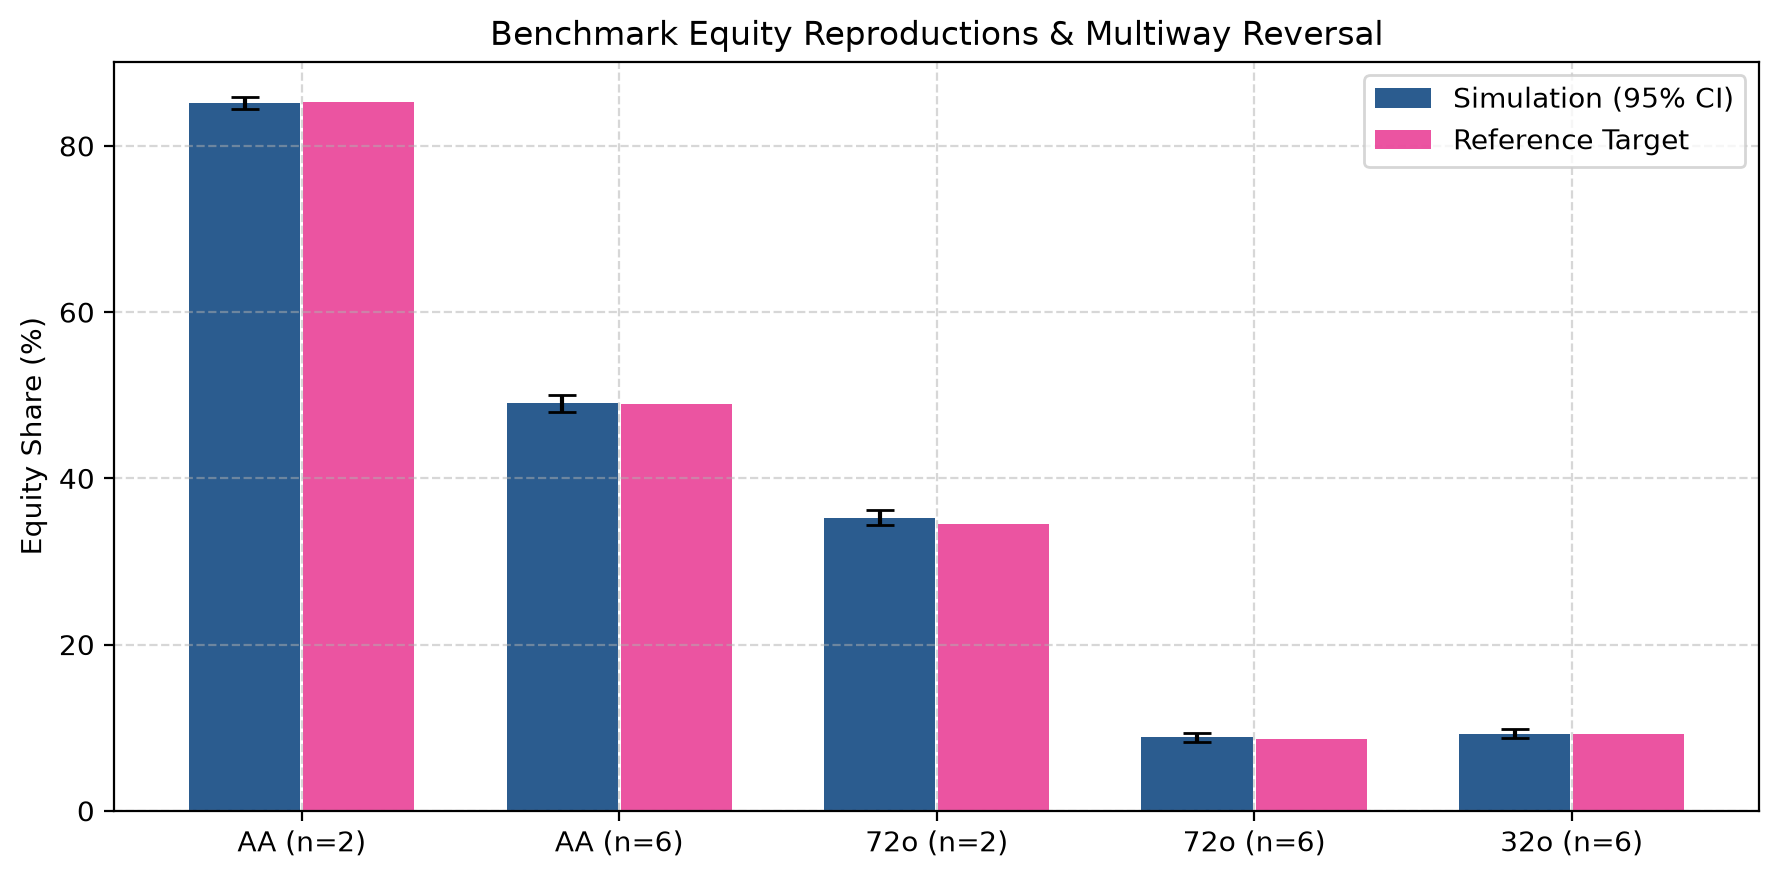 Benchmark Equity Reproductions & Multiway Reversal
Simulation (95% CI)
Reference Target
Equity Share (%)
80
60
40
20
0
AA (n=2)
AA (n=6)
72o (n=2)
72o (n=6)
32o (n=6)